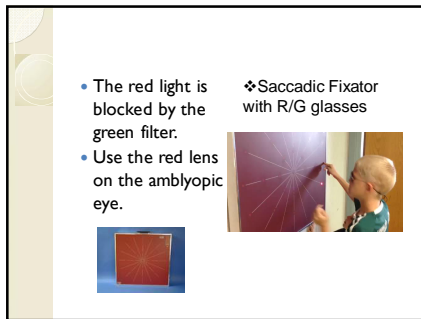 • The red light is
blocked by the
green filter.
• Use the red lens
on the amblyopic
eye.
❖Saccadic Fixator
with R/G glasses